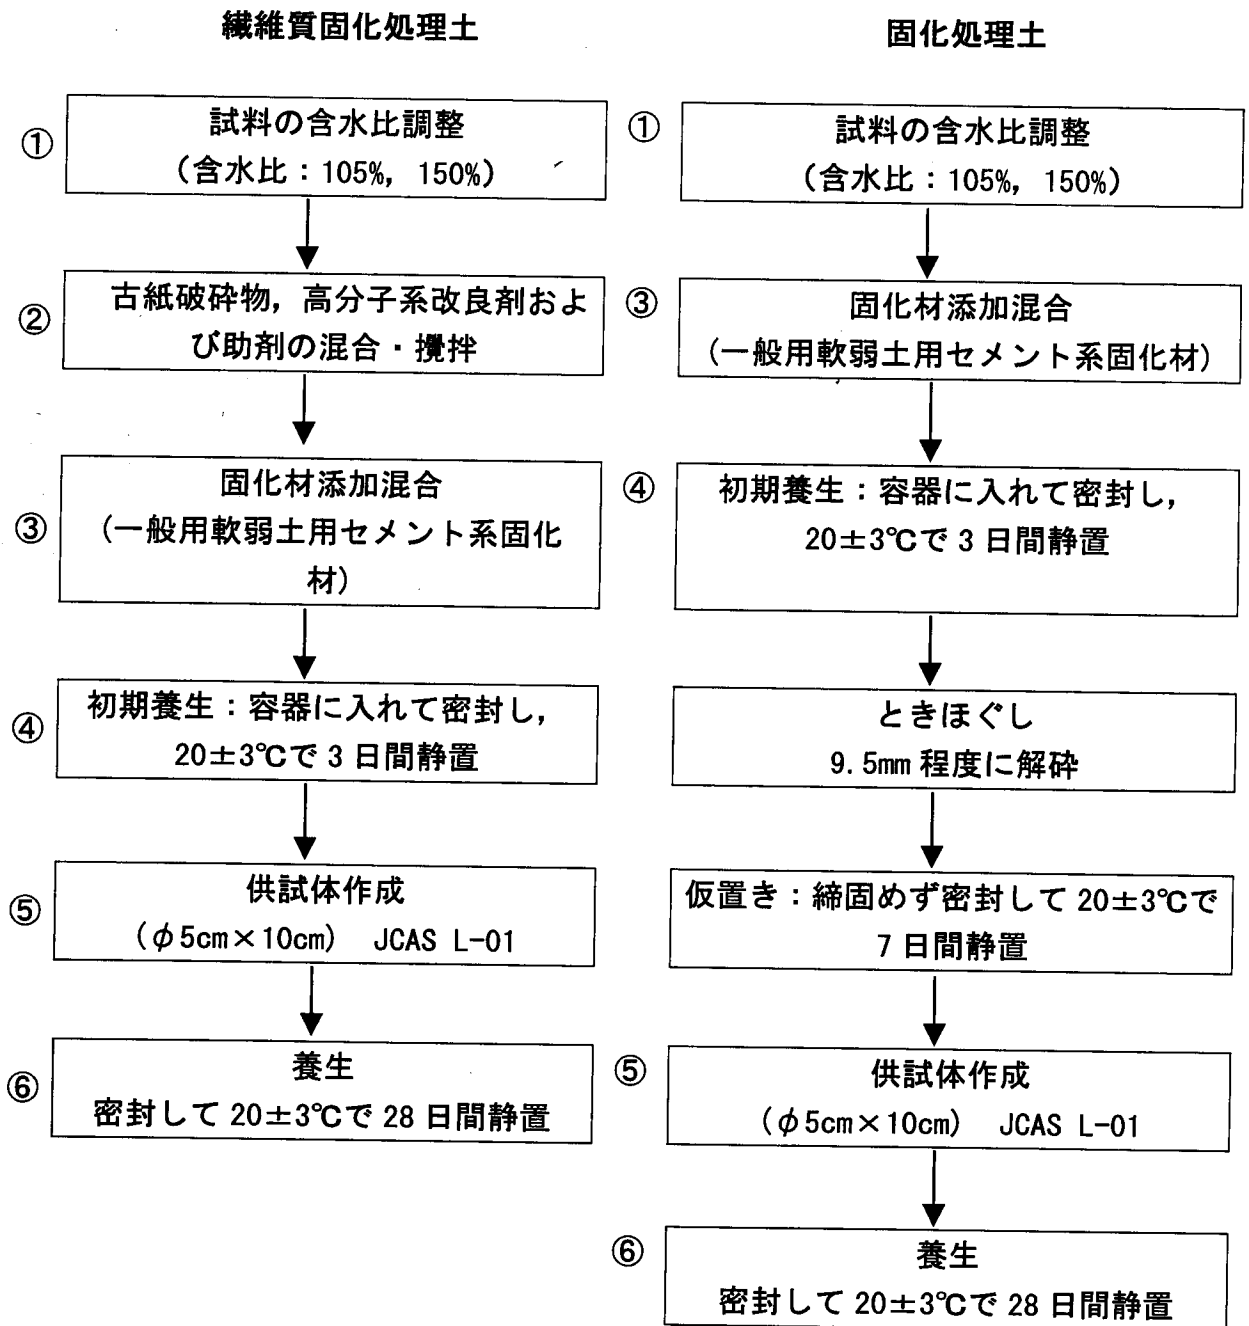 繊維質固化処理土
①
試料の含水比調整
(含水比：105%, 150%)
②
古紙破砕物, 高分子系改良剤およ
び助剤の混合・攪拌
③
固化材添加混合
(一般用軟弱土用セメント系固化
材)
④
初期養生：容器に入れて密封し,
20±3℃で 3 日間静置
⑤
供試体作成
(φ5cm×10cm) JCAS L-01
⑥
養生
密封して 20±3℃で 28 日間静置
固化処理土
①
試料の含水比調整
(含水比：105%, 150%)
③
固化材添加混合
(一般用軟弱土用セメント系固化材)
④
初期養生：容器に入れて密封し,
20±3℃で 3 日間静置
ときほぐし
9.5mm 程度に解砕
仮置き：締固めず密封して 20±3℃で
7 日間静置
⑤
供試体作成
(φ5cm×10cm) JCAS L-01
⑥
養生
密封して 20±3℃で 28 日間静置